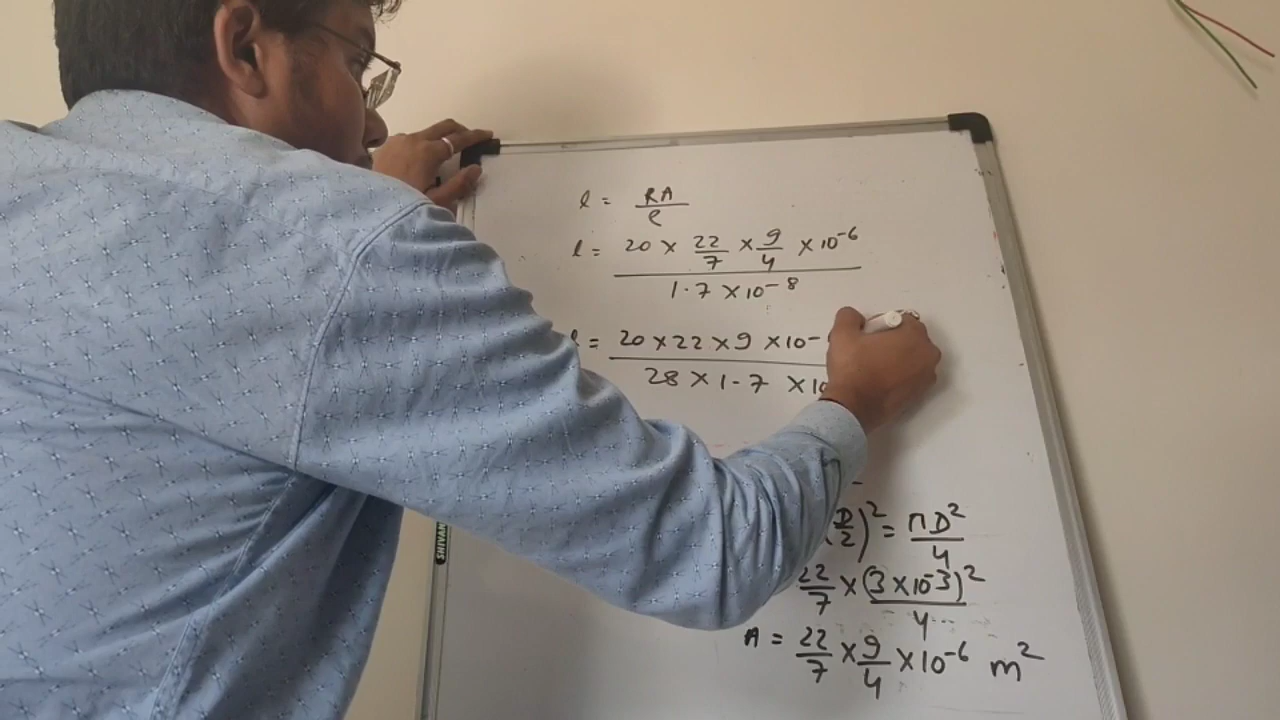 l = RA/ρ
l = 20 × 22/7 × 9/4 × 10⁻⁶ / 1.7 × 10⁻⁸
l = 20 × 22 × 9 × 10⁻ / 28 × 1.7 × 10
(D/2)² = πD²/4
22/7 × (3 × 10⁻³)²/4
A = 22/7 × 9/4 × 10⁻⁶ m²